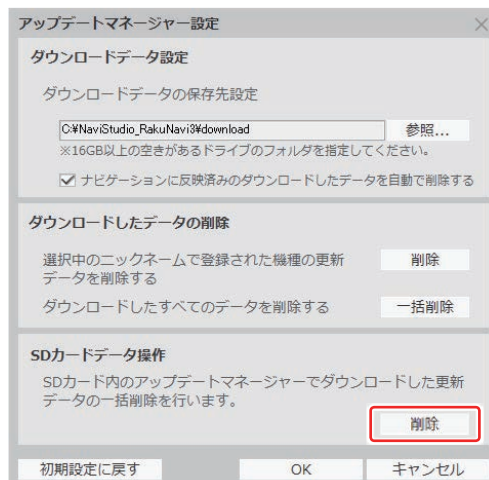 アップデートマネージャー設定
ダウンロードデータ設定
ダウンロードデータの保存先設定
C:¥NaviStudio_RakuNavi3¥download
参照...
※16GB以上の空きがあるドライブのフォルダを指定してください。
ナビゲーションに反映済みのダウンロードしたデータを自動で削除する
ダウンロードしたデータの削除
選択中のニックネームで登録された機種の更新
データを削除する
削除
ダウンロードしたすべてのデータを削除する
一括削除
SDカードデータ操作
SDカード内のアップデートマネージャーでダウンロードした更新
データの一括削除を行います。
削除
初期設定に戻す
OK
キャンセル